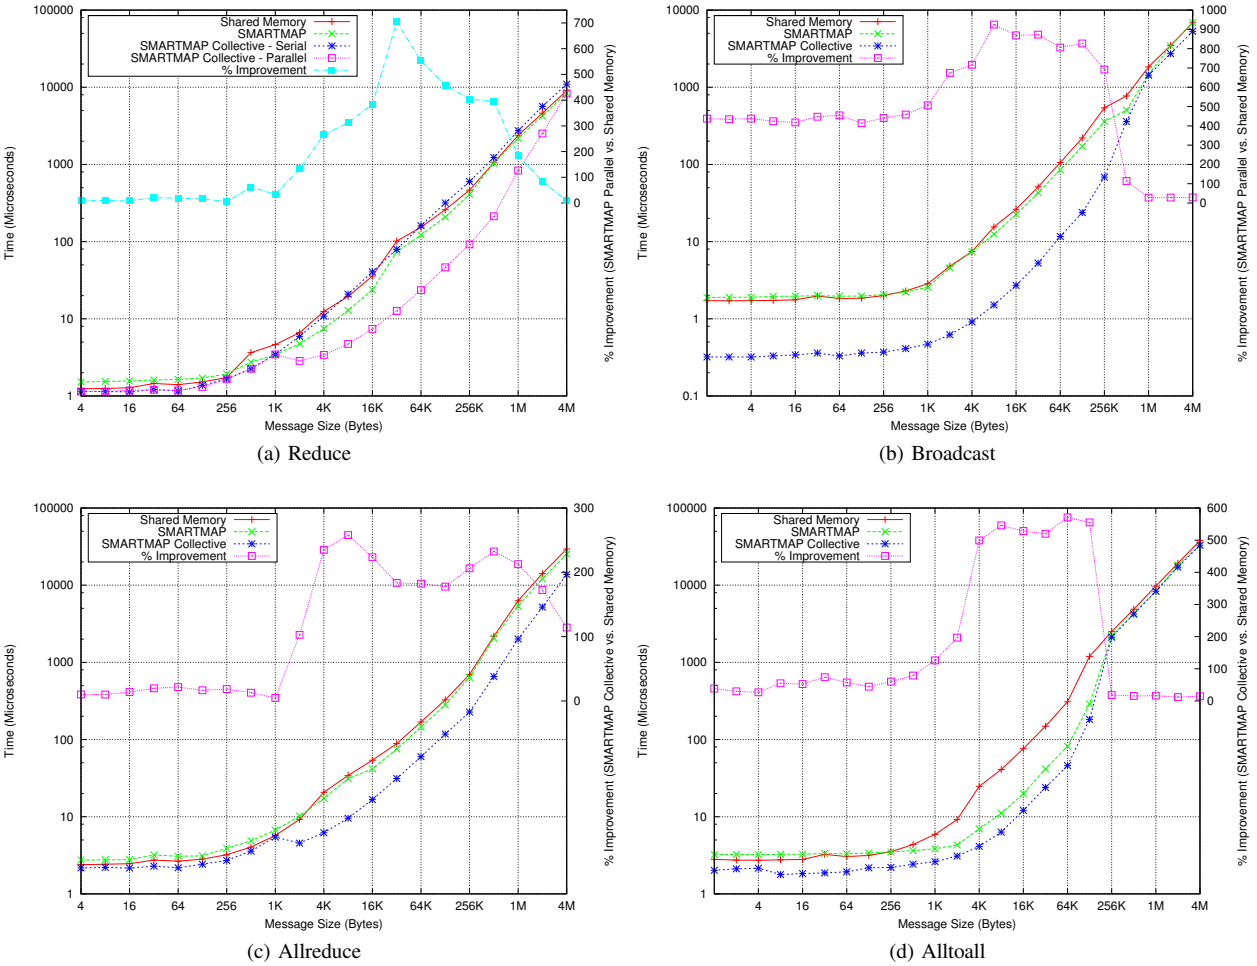 Shared Memory
SMARTMAP
SMARTMAP Collective - Serial
SMARTMAP Collective - Parallel
% Improvement
10000
10000
1000
100
10
1
700
600
500
400
300
200
100
0
4 16 64 256 1K 4K 16K 64K 256K 1M 4M
Time (Microseconds)
Message Size (Bytes)
% Improvement (SMARTMAP Parallel vs. Shared Memory)
(a) Reduce
Shared Memory
SMARTMAP
SMARTMAP Collective
% Improvement
10000
1000
100
10
1
0.1
1000
900
800
700
600
500
400
300
200
100
0
4 16 64 256 1K 4K 16K 64K 256K 1M 4M
Time (Microseconds)
Message Size (Bytes)
% Improvement (SMARTMAP Parallel vs. Shared Memory)
(b) Broadcast
Shared Memory
SMARTMAP
SMARTMAP Collective
% Improvement
100000
10000
1000
100
10
1
300
200
100
0
4 16 64 256 1K 4K 16K 64K 256K 1M 4M
Time (Microseconds)
Message Size (Bytes)
% Improvement (SMARTMAP Collective vs. Shared Memory)
(c) Allreduce
Shared Memory
SMARTMAP
SMARTMAP Collective
% Improvement
100000
10000
1000
100
10
1
600
500
400
300
200
100
0
4 16 64 256 1K 4K 16K 64K 256K 1M 4M
Time (Microseconds)
Message Size (Bytes)
% Improvement (SMARTMAP Collective vs. Shared Memory)
(d) Alltoall